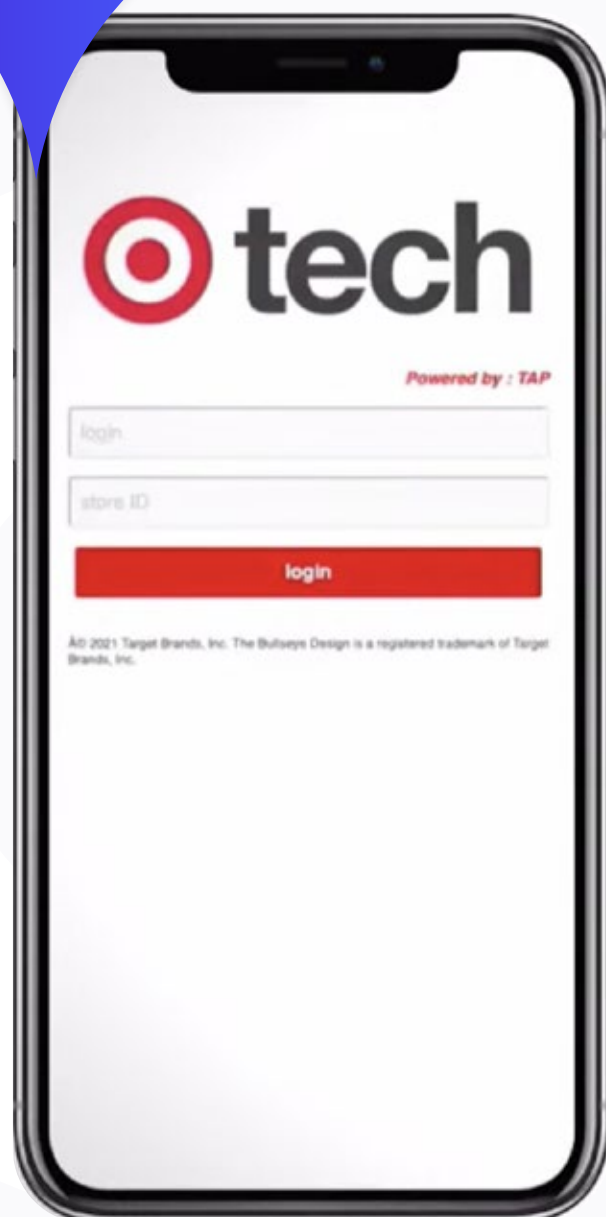 tech
Powered by : TAP
login
store ID
login
© 2021 Target Brands, Inc. The Bullseye Design is a registered trademark of Target
Brands, Inc.